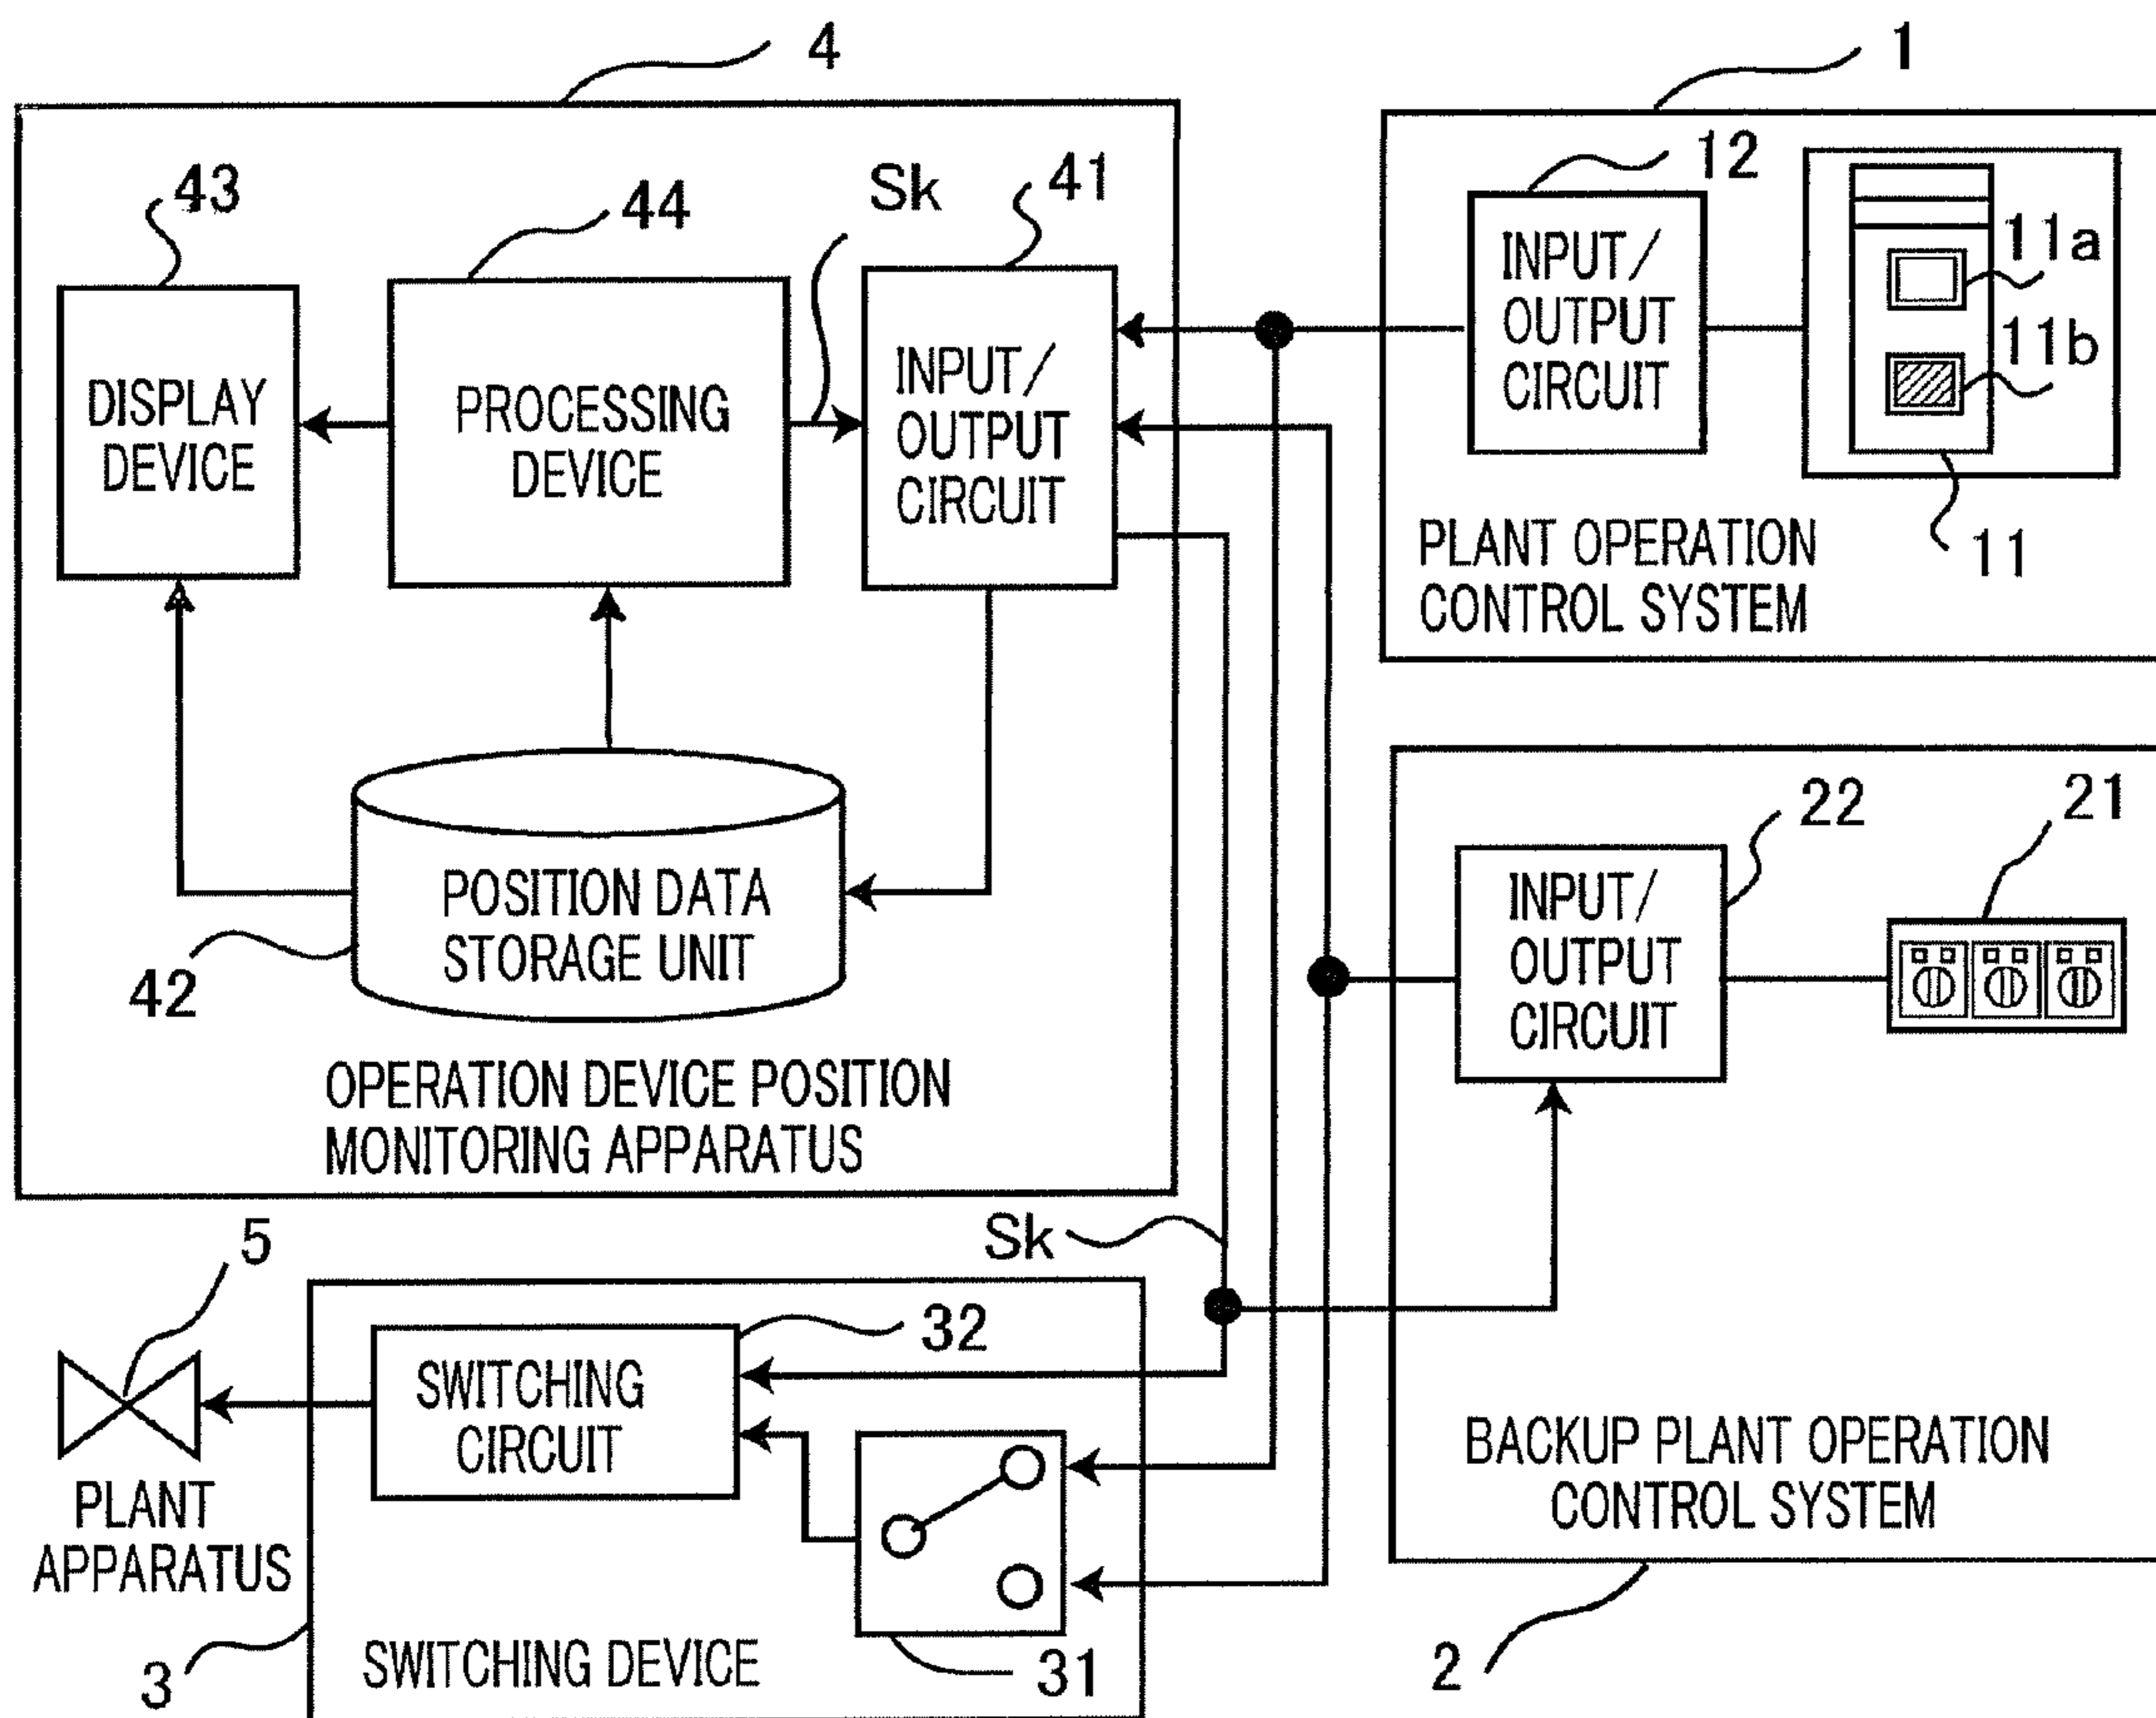 4
1
43
44
Sk
41
12
11a
11b
11
DISPLAY
DEVICE
PROCESSING
DEVICE
INPUT/
OUTPUT
CIRCUIT
INPUT/
OUTPUT
CIRCUIT
PLANT OPERATION
CONTROL SYSTEM
POSITION DATA
STORAGE UNIT
42
OPERATION DEVICE POSITION
MONITORING APPARATUS
22
21
INPUT/
OUTPUT
CIRCUIT
BACKUP PLANT OPERATION
CONTROL SYSTEM
2
Sk
5
32
SWITCHING
CIRCUIT
PLANT
APPARATUS
3
SWITCHING DEVICE
31